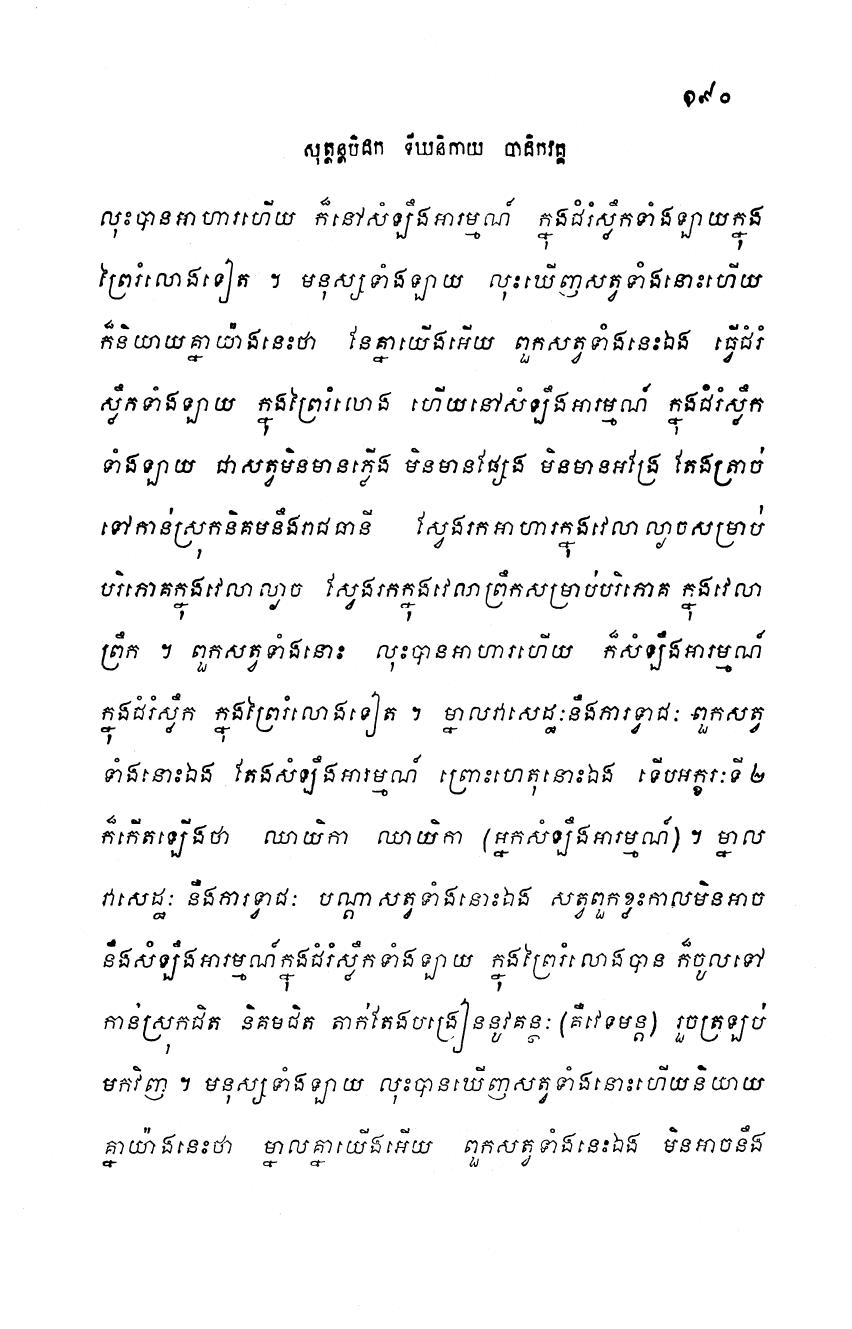 ១៩០
សុត្តន្តបិដក ទីឃនិកាយ បាដិកវគ្គ
លុះបានអាហារហើយ ក៏នៅសំឡឹងអារម្មណ៍ ក្នុងជំរំស្លឹកទាំងឡាយក្នុង
ព្រៃរំលោងទៀត ។ មនុស្សទាំងឡាយ លុះឃើញសត្វទាំងនោះហើយ
ក៏និយាយគ្នាយ៉ាងនេះថា នែគ្នាយើងអើយ ពួកសត្វទាំងនេះឯង ធ្វើជំរំ
ស្លឹកទាំងឡាយ ក្នុងព្រៃរំលោង ហើយនៅសំឡឹងអារម្មណ៍ ក្នុងជំរំស្លឹក
ទាំងឡាយ ជាសត្វមិនមានភ្លើង មិនមានផ្សែង មិនមានអង្រែ តែងត្រាច់
ទៅកាន់ស្រុកនិគមនឹងរាជធានី ស្វែងរកអាហារក្នុងវេលាល្ងាចសម្រាប់
បរិភោគក្នុងវេលាល្ងាច ស្វែងរកក្នុងវេលាព្រឹកសម្រាប់បរិភោគ ក្នុងវេលា
ព្រឹក ។ ពួកសត្វទាំងនោះ លុះបានអាហារហើយ ក៏សំឡឹងអារម្មណ៍
ក្នុងជំរំស្លឹក ក្នុងព្រៃរំលោងទៀត ។ ម្នាលវាសេដ្ឋៈនឹងភារទ្វាជៈ ពួកសត្វ
ទាំងនោះឯង តែងសំឡឹងអារម្មណ៍ ព្រោះហេតុនោះឯង ទើបអក្ខរៈទី ២
ក៏កើតឡើងថា ឈាយិកា ឈាយិកា (អ្នកសំឡឹងអារម្មណ៍) ។ ម្នាល
វាសេដ្ឋៈ នឹងភារទ្វាជៈ បណ្តាសត្វទាំងនោះឯង សត្វពួកខ្លះកាលមិនអាច
នឹងសំឡឹងអារម្មណ៍ក្នុងជំរំស្លឹកទាំងឡាយ ក្នុងព្រៃរំលោងបាន ក៏ចូលទៅ
កាន់ស្រុកជិត និគមជិត តាក់តែងបង្រៀននូវគន្ថៈ (គឺវេទមន្ត) រួចត្រឡប់
មកវិញ ។ មនុស្សទាំងឡាយ លុះបានឃើញសត្វទាំងនោះហើយនិយាយ
គ្នាយ៉ាងនេះថា ម្នាលគ្នាយើងអើយ ពួកសត្វទាំងនេះឯង មិនអាចនឹង